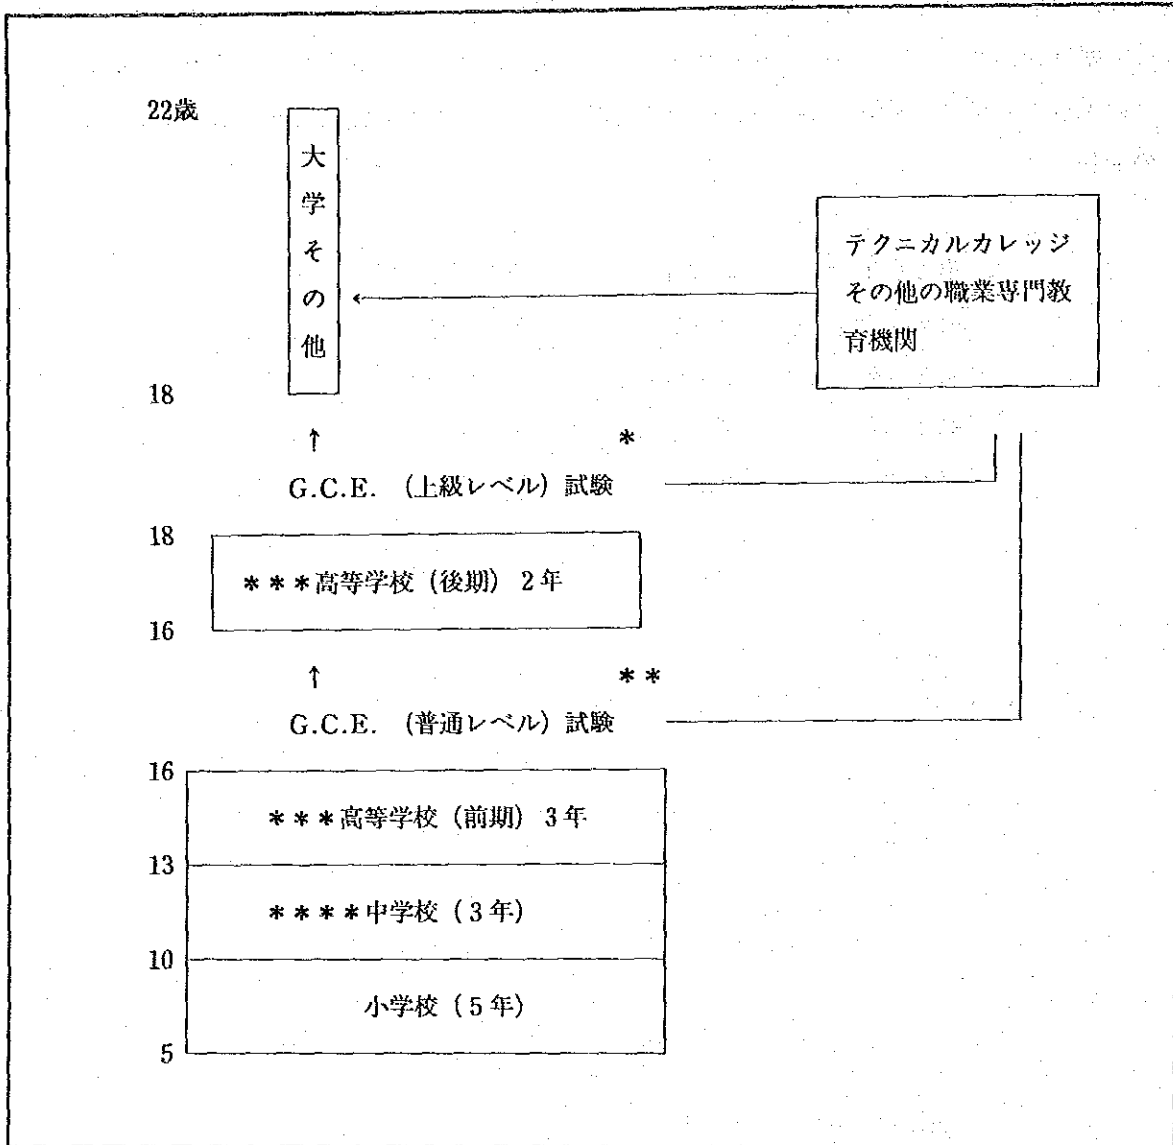 22歳
大学その他
テクニカルカレッジ
その他の職業専門教
育機関
18
↑ *
G.C.E. (上級レベル) 試験
18
***高等学校 (後期) 2年
16
↑ **
G.C.E. (普通レベル) 試験
16
***高等学校 (前期) 3年
13
****中学校 (3年)
10
小学校 (5年)
5